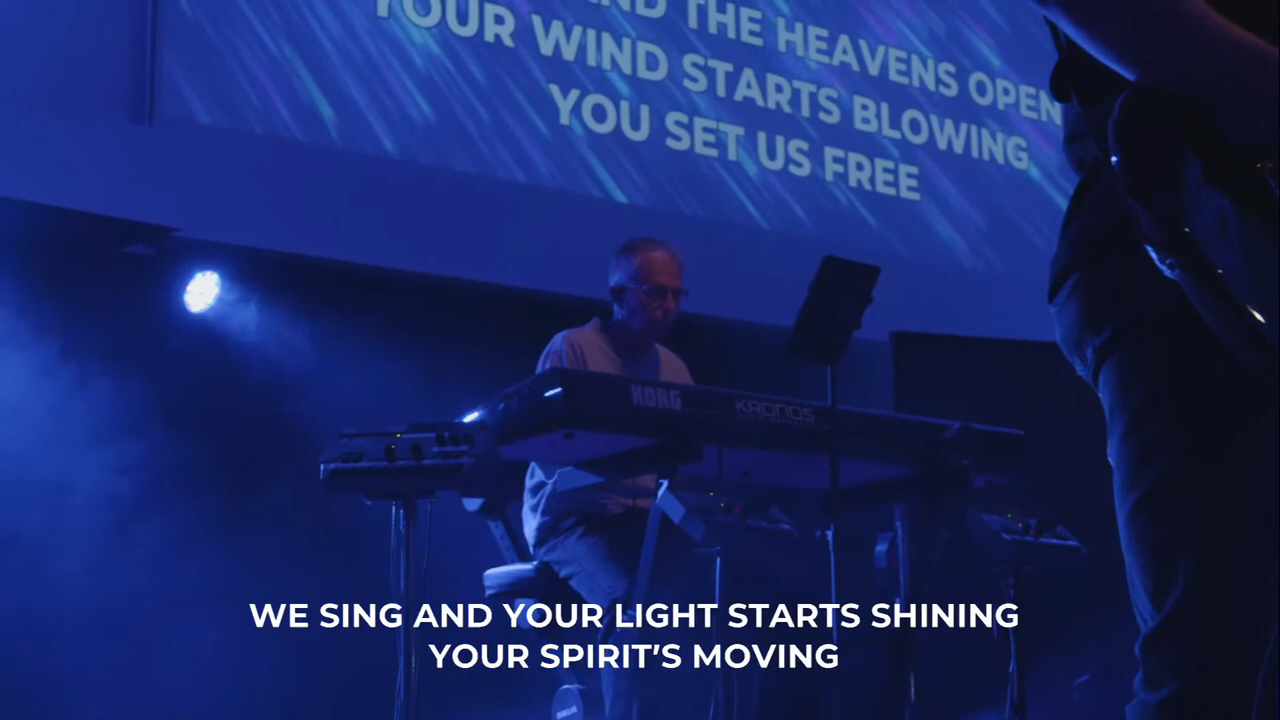 AND THE HEAVENS OPEN
YOUR WIND STARTS BLOWING
YOU SET US FREE
KORG
KRONOS
WE SING AND YOUR LIGHT STARTS SHINING
YOUR SPIRIT'S MOVING